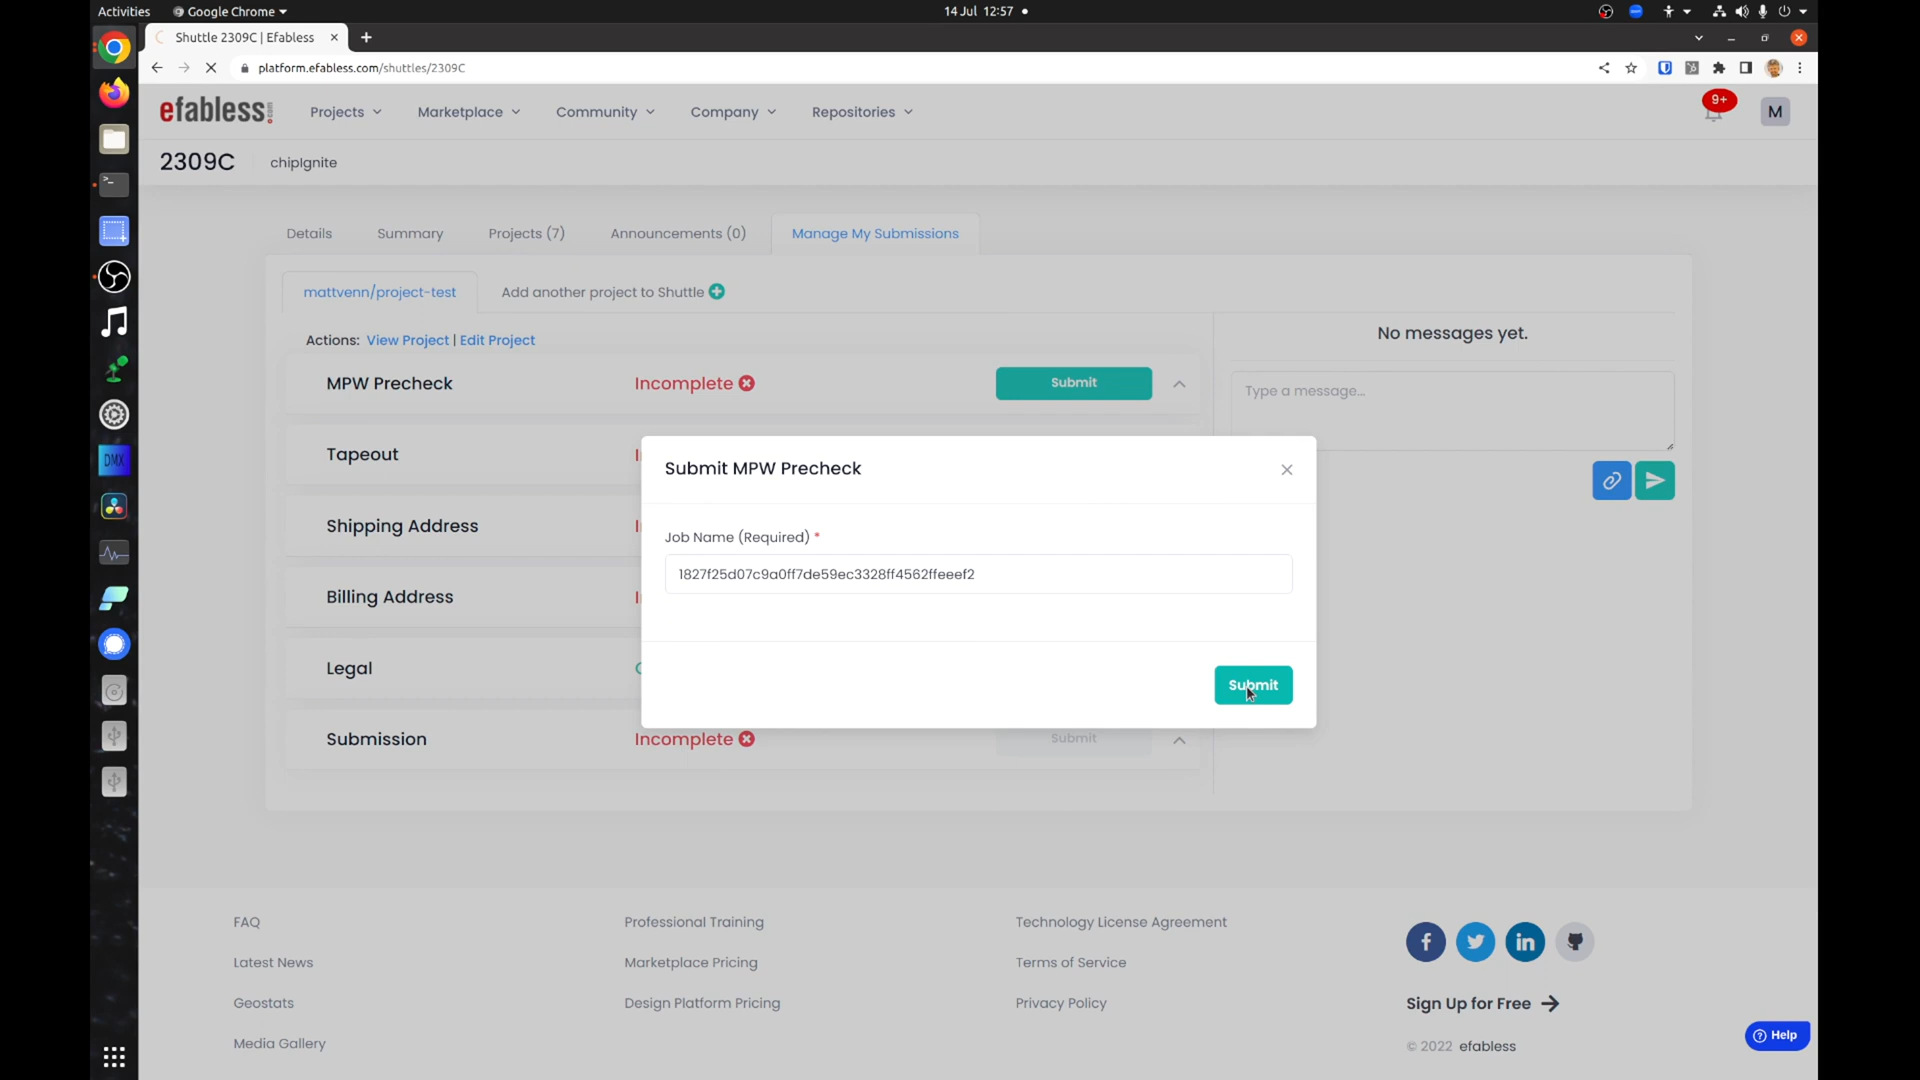 Activities
Google Chrome
14 Jul 12:57
Shuttle 2309C | Efabless
platform.efabless.com/shuttles/2309C
efabless.com
Projects
Marketplace
Community
Company
Repositories
9+
M
2309C
chipIgnite
Details
Summary
Projects (7)
Announcements (0)
Manage My Submissions
mattvenn/project-test
Add another project to Shuttle
Actions: View Project | Edit Project
No messages yet.
MPW Precheck
Incomplete
Submit
Type a message...
Tapeout
Shipping Address
Billing Address
Legal
Submission
Incomplete
Submit
Submit MPW Precheck
Job Name (Required) *
1827f25d07c9a0ff7de59ec3328ff4562ffeeef2
Submit
DMX
FAQ
Professional Training
Technology License Agreement
Latest News
Marketplace Pricing
Terms of Service
Geostats
Design Platform Pricing
Privacy Policy
Sign Up for Free
Media Gallery
© 2022 efabless
Help